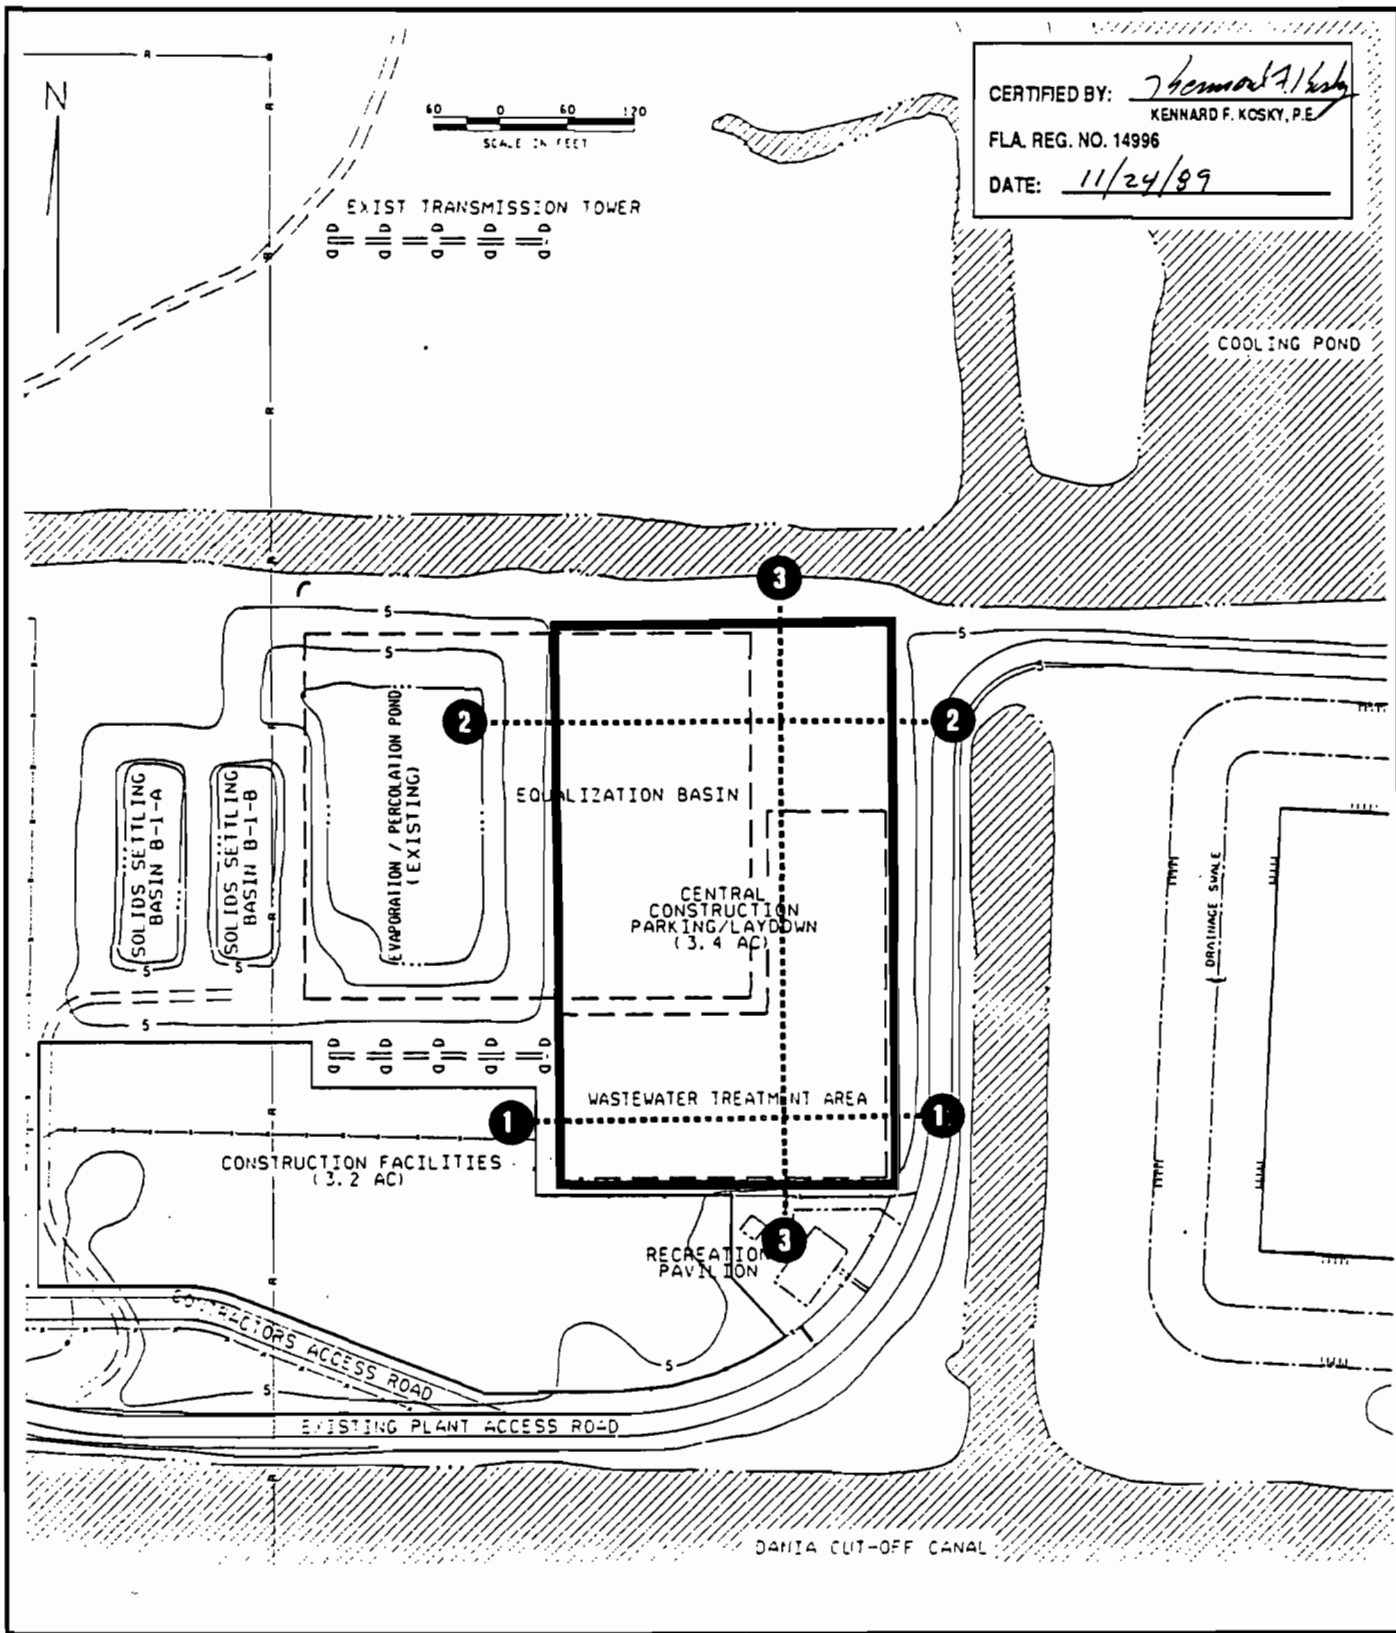 N
60 0 60 120
SCALE IN FEET
CERTIFIED BY:
KENNARD F. KOSKY, P.E.
FLA. REG. NO. 14996
DATE: 11/24/89
EXIST TRANSMISSION TOWER
COOLING POND
3
5
5
5
5
2
2
EVAPORATION / PERCOLATION POND
(EXISTING)
SOLIDS SETTLING
BASIN B-1-A
SOLIDS SETTLING
BASIN B-1-B
EQUALIZATION BASIN
CENTRAL
CONSTRUCTION
PARKING/LAYDOWN
(3.4 AC)
DRAINAGE SWALE
5
5
5
WASTEWATER TREATMENT AREA
1
1
CONSTRUCTION FACILITIES
(3.2 AC)
3
RECREATION
PAVILION
CONTRACTORS ACCESS ROAD
5
5
EXISTING PLANT ACCESS ROAD
DANIA CUT-OFF CANAL